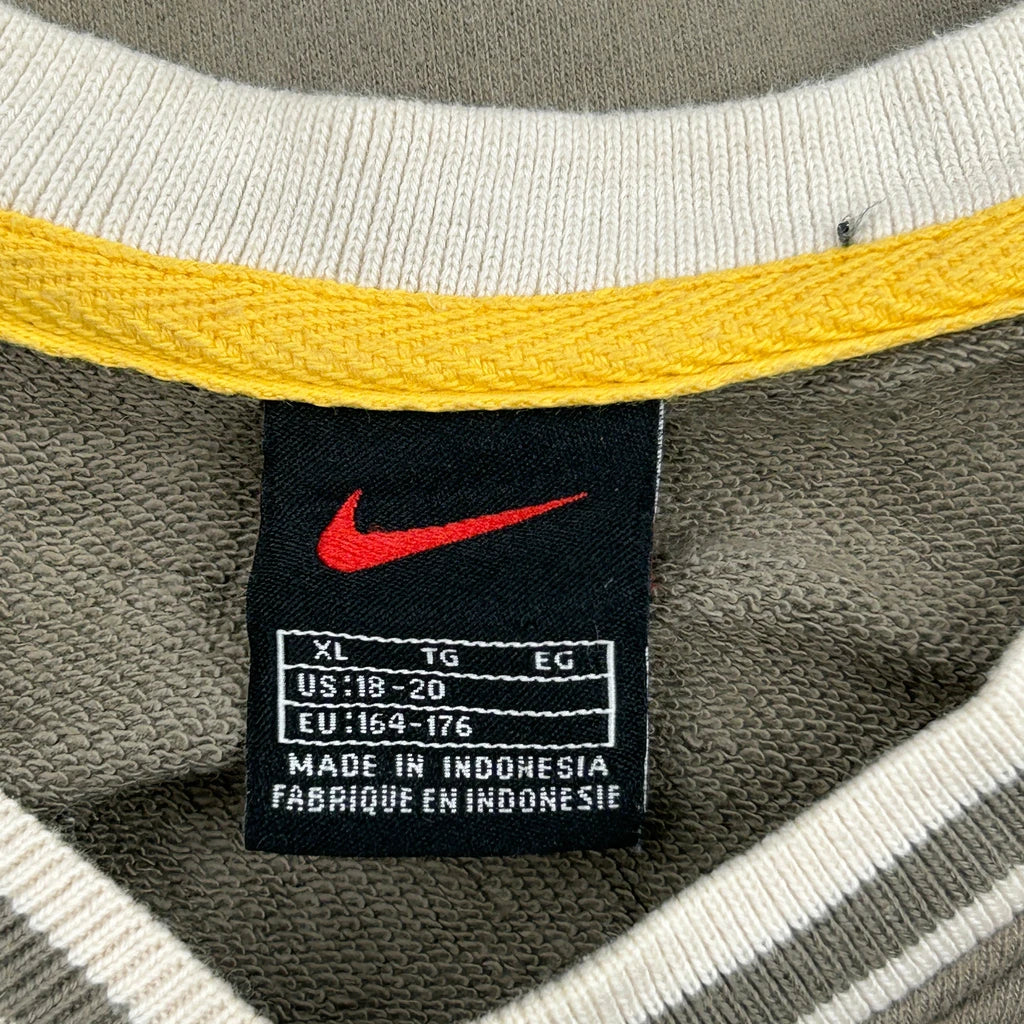 XL TG EG
US:18-20
EU:164-176
MADE IN INDONESIA
FABRIQUE EN INDONESIE